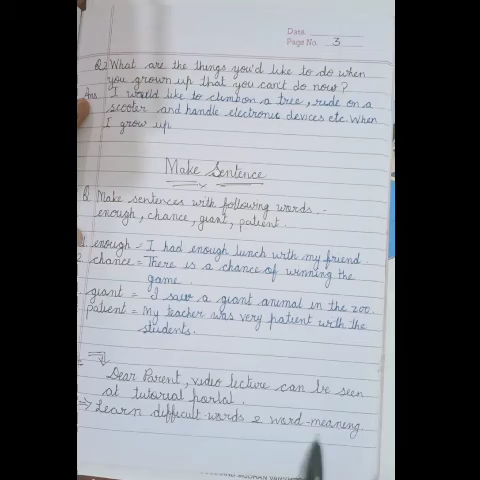 Date
Page No. 3
Q2 What are the things you'd like to do when
you grown up that you can't do now?
Ans. I would like to climbon a tree, ride on a
scooter and handle electronic devices etc. When
I grow up
Make Sentence
Q Make sentences with following words. -
enough, chance, giant, patient.
1. enough = I had enough lunch with my friend.
2. chance = There is a chance of winning the
game.
giant = I saw a giant animal in the zoo.
patient = My teacher was very patient with the
students.
Dear Parent, video lecture can be seen
at tutorial portal.
⇒ Learn difficult words & word-meaning.